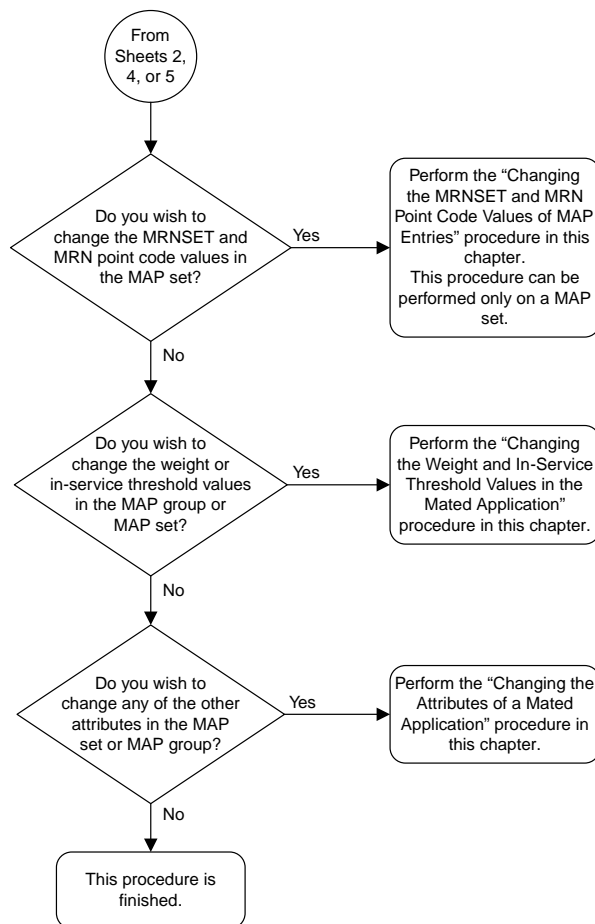 From
Sheets 2,
4, or 5
Do you wish to
change the MRNSET and
MRN point code values in
the MAP set?
Yes
Perform the “Changing
the MRNSET and MRN
Point Code Values of MAP
Entries” procedure in this
chapter.
This procedure can be
performed only on a MAP
set.
No
Do you wish to
change the weight or
in-service threshold values
in the MAP group or
MAP set?
Yes
Perform the “Changing
the Weight and In-Service
Threshold Values in the
Mated Application”
procedure in this chapter.
No
Do you wish to
change any of the other
attributes in the MAP
set or MAP group?
Yes
Perform the “Changing the
Attributes of a Mated
Application” procedure in
this chapter.
No
This procedure is
finished.